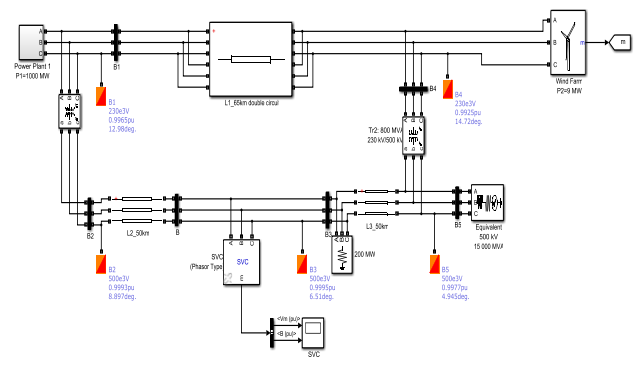 A
B
C
Power Plant 1
P1=1000 MW
B1
B1
230e3V
0.9965pu
12.98deg.
L1_65km double circui
A
B
C
m
m
Wind Farm
P2=9 MW
B4
B4
230e3V
0.9925pu
14.72deg.
A B C
a b c
Tr2: 800 MVA
230 kV/500 kV
A B C
a b c
B2
L2_50km
B
B3
L3_50km
B5
A
B
C
Equivalent
500 kV
15 000 MVA
A B C
SVC
(Phasor Type
SVC
A B C
200 MW
B2
500e3V
0.9993pu
8.897deg.
B3
500e3V
0.9995pu
6.51deg.
B5
500e3V
0.9977pu
4.945deg.
<Vm (pu)>
<B (pu)>
SVC